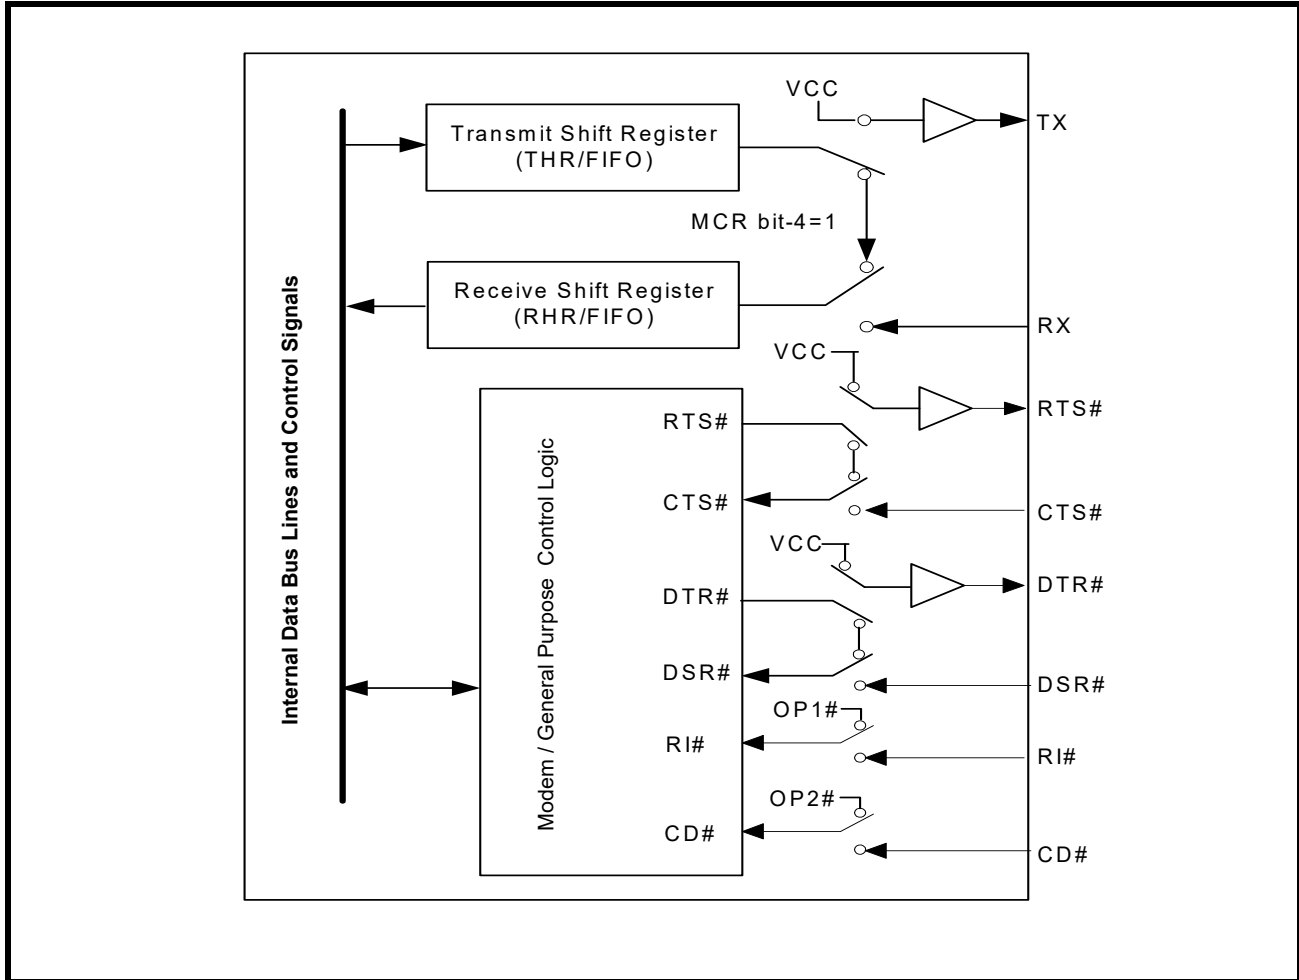 VCC
TX
Transmit Shift Register
(THR/FIFO)
MCR bit-4=1
Receive Shift Register
(RHR/FIFO)
RX
VCC
RTS#
RTS#
CTS#
CTS#
VCC
DTR#
DTR#
DSR#
DSR#
OP1#
RI#
RI#
OP2#
CD#
CD#
Internal Data Bus Lines and Control Signals
Modem / General Purpose Control Logic